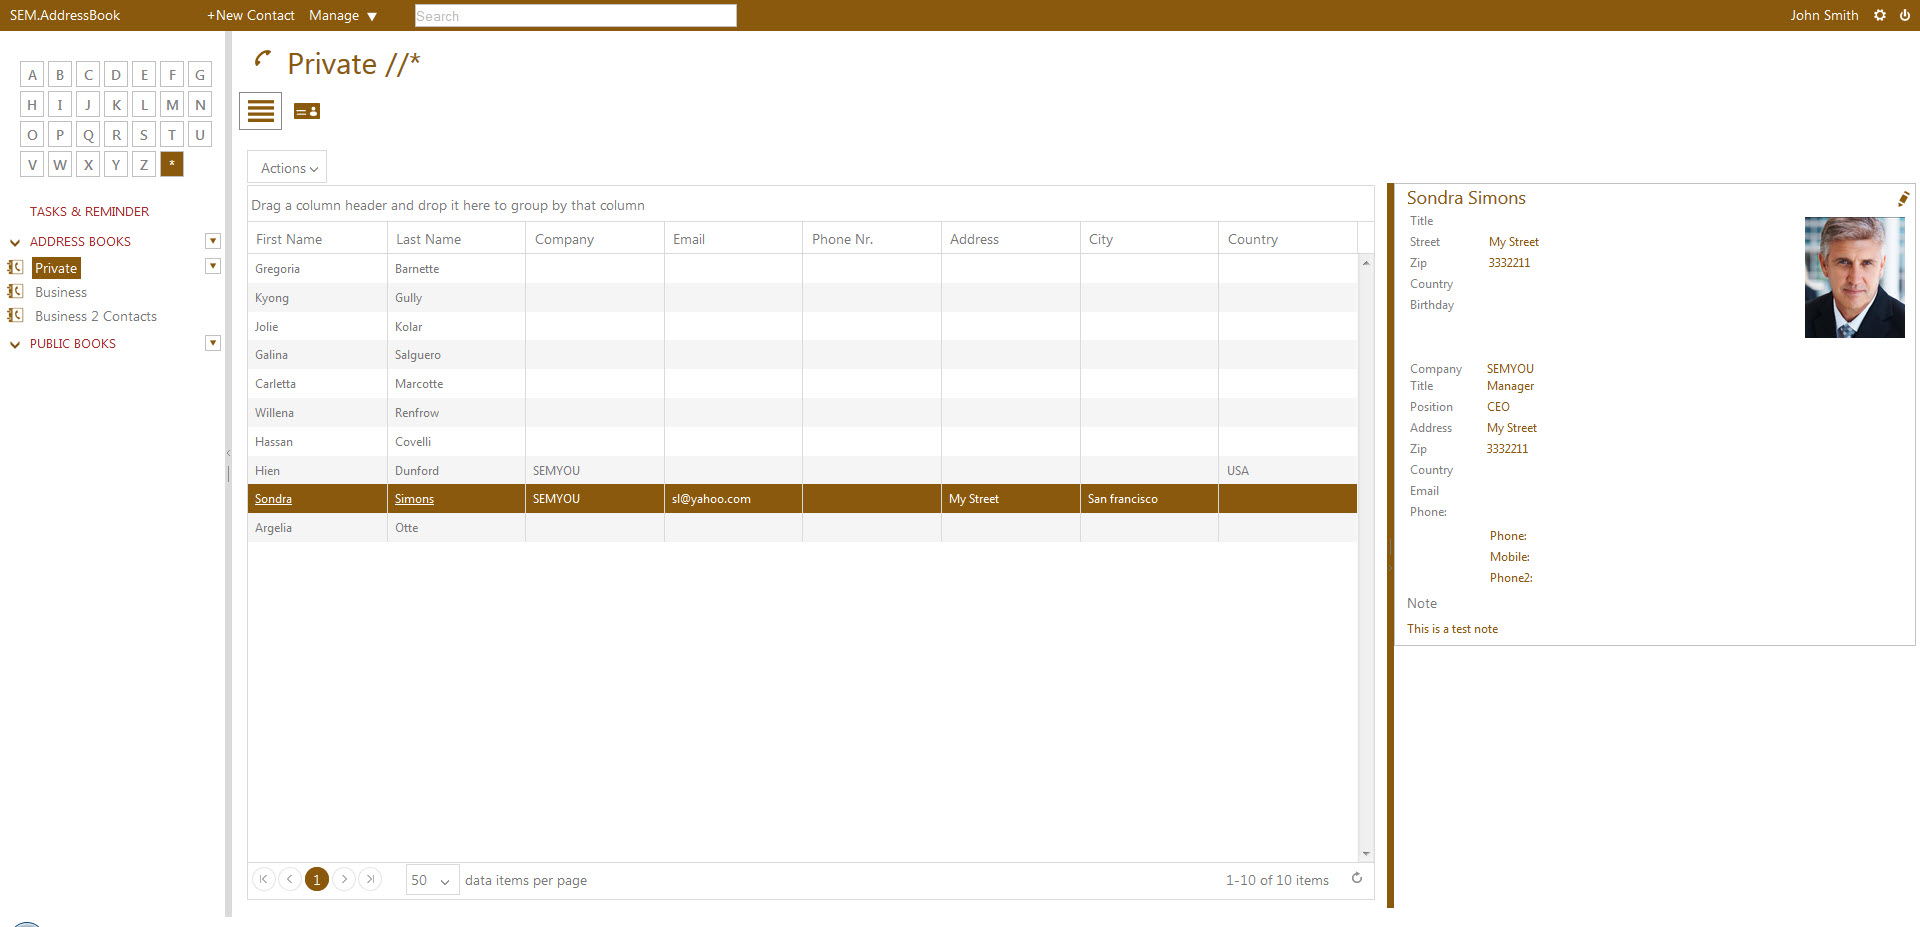 SEM.AddressBook +New Contact Manage ▼ Search John Smith
A B C D E F G
H I J K L M N
O P Q R S T U
V W X Y Z *
TASKS & REMINDER
ADDRESS BOOKS
Private
Business
Business 2 Contacts
PUBLIC BOOKS
Private //*
Actions
Drag a column header and drop it here to group by that column
First Name Last Name Company Email Phone Nr. Address City Country
Gregoria Barnette
Kyong Gully
Jolie Kolar
Galina Salguero
Carletta Marcotte
Willena Renfrow
Hassan Covelli
Hien Dunford SEMYOU USA
Sondra Simons SEMYOU sl@yahoo.com My Street San francisco
Argelia Otte
1 50 data items per page 1-10 of 10 items
Sondra Simons
Title
Street My Street
Zip 3332211
Country
Birthday
Company SEMYOU
Title Manager
Position CEO
Address My Street
Zip 3332211
Country
Email
Phone:
Phone:
Mobile:
Phone2:
Note
This is a test note